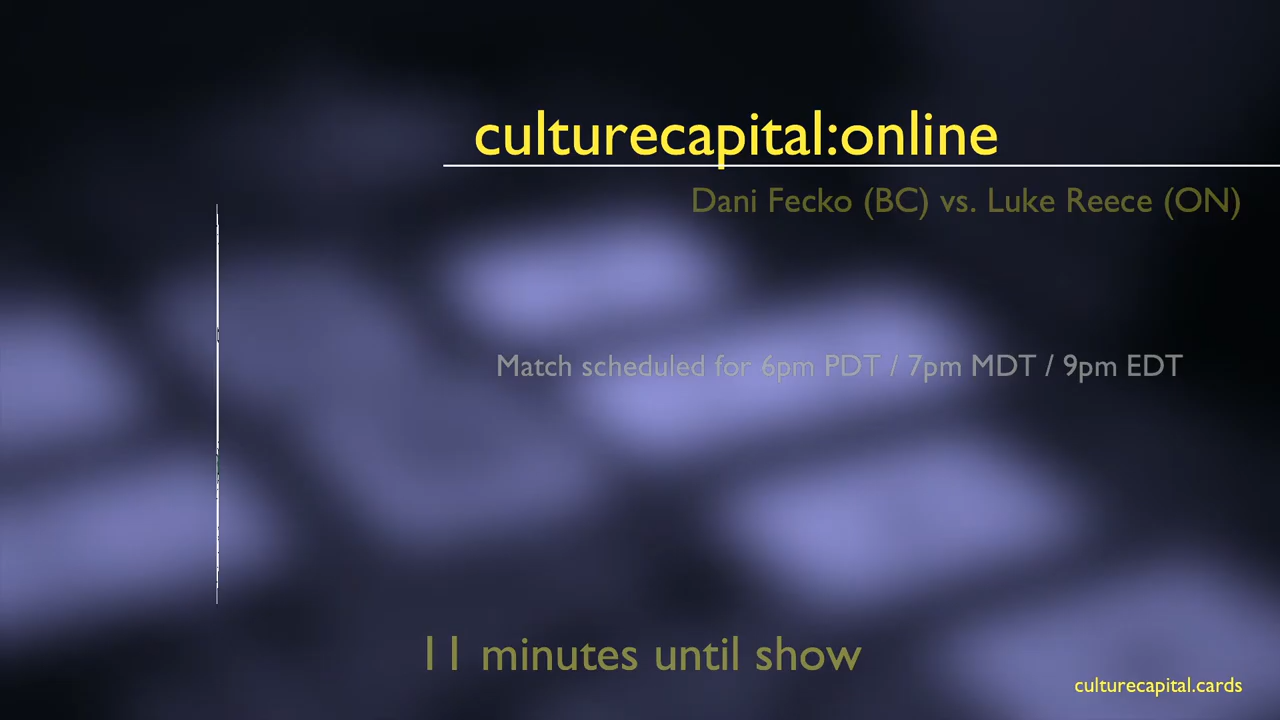 culturecapital:online
Dani Fecko (BC) vs. Luke Reece (ON)
Match scheduled for 6pm PDT / 7pm MDT / 9pm EDT
11 minutes until show
culturecapital.cards